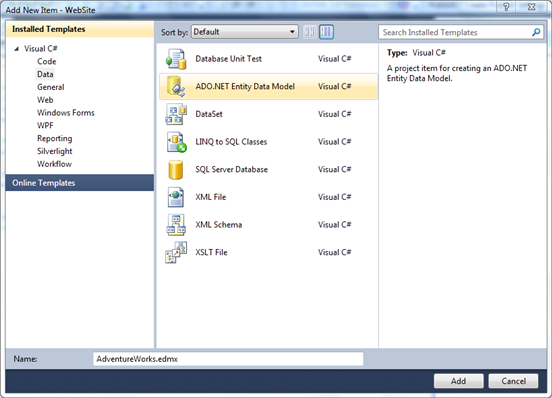 Add New Item - WebSite
Installed Templates
Visual C#
Code
Data
General
Web
Windows Forms
WPF
Reporting
Silverlight
Workflow
Online Templates
Sort by: Default
Database Unit Test Visual C#
ADO.NET Entity Data Model Visual C#
DataSet Visual C#
LINQ to SQL Classes Visual C#
SQL Server Database Visual C#
XML File Visual C#
XML Schema Visual C#
XSLT File Visual C#
Search Installed Templates
Type: Visual C#
A project item for creating an ADO.NET
Entity Data Model.
Name: AdventureWorks.edmx
Add Cancel